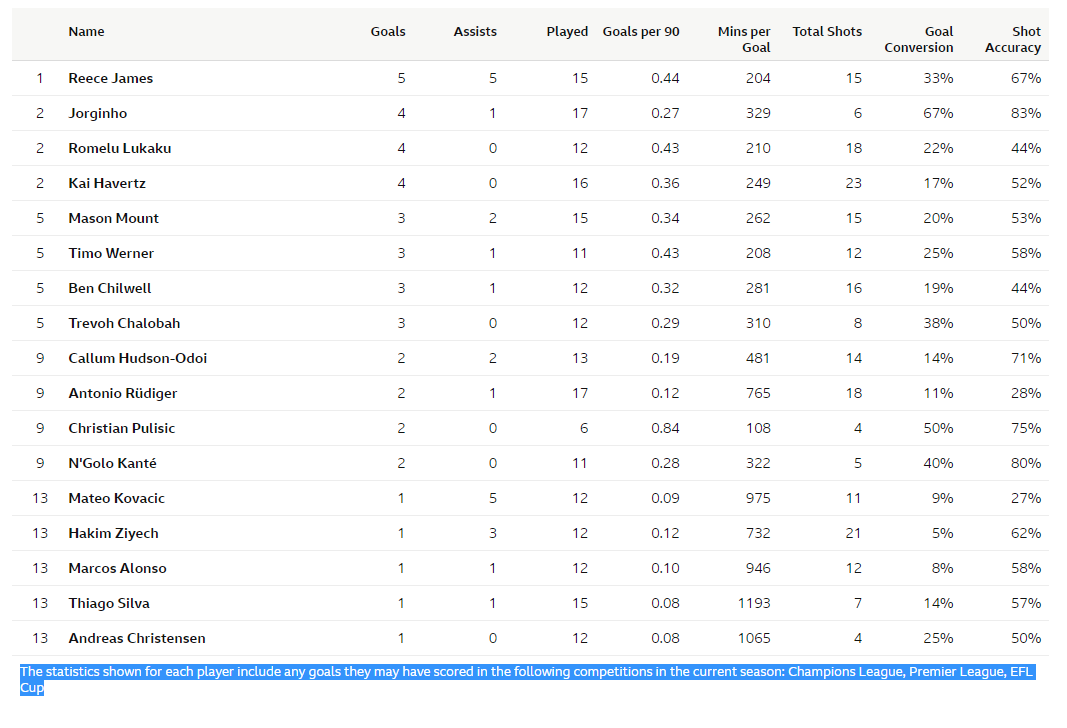 Name Goals Assists Played Goals per 90 Mins per Goal Total Shots Goal Conversion Shot Accuracy
1 Reece James 5 5 15 0.44 204 15 33% 67%
2 Jorginho 4 1 17 0.27 329 6 67% 83%
2 Romelu Lukaku 4 0 12 0.43 210 18 22% 44%
2 Kai Havertz 4 0 16 0.36 249 23 17% 52%
5 Mason Mount 3 2 15 0.34 262 15 20% 53%
5 Timo Werner 3 1 11 0.43 208 12 25% 58%
5 Ben Chilwell 3 1 12 0.32 281 16 19% 44%
5 Trevoh Chalobah 3 0 12 0.29 310 8 38% 50%
9 Callum Hudson-Odoi 2 2 13 0.19 481 14 14% 71%
9 Antonio Rüdiger 2 1 17 0.12 765 18 11% 28%
9 Christian Pulisic 2 0 6 0.84 108 4 50% 75%
9 N'Golo Kanté 2 0 11 0.28 322 5 40% 80%
13 Mateo Kovacic 1 5 12 0.09 975 11 9% 27%
13 Hakim Ziyech 1 3 12 0.12 732 21 5% 62%
13 Marcos Alonso 1 1 12 0.10 946 12 8% 58%
13 Thiago Silva 1 1 15 0.08 1193 7 14% 57%
13 Andreas Christensen 1 0 12 0.08 1065 4 25% 50%
The statistics shown for each player include any goals they may have scored in the following competitions in the current season: Champions League, Premier League, EFL
Cup